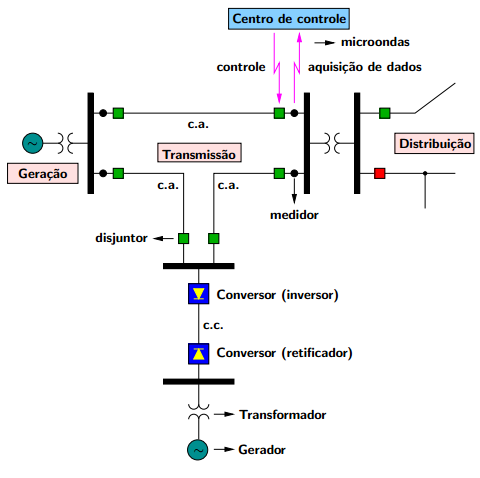 Centro de controle
microondas
controle
aquisição de dados
c.a.
Transmissão
Distribuição
~
Geração
c.a.
c.a.
medidor
disjuntor
Conversor (inversor)
c.c.
Conversor (retificador)
Transformador
~
Gerador